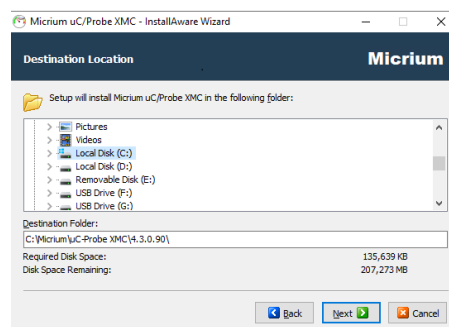 Micrium uC/Probe XMC - InstallAware Wizard
Destination Location
Micrium
Setup will install Micrium uC/Probe XMC in the following folder:
Pictures
Videos
Local Disk (C:)
Local Disk (D:)
Removable Disk (E:)
USB Drive (F:)
USB Drive (G:)
Destination Folder:
C:\Micrium\µC-Probe XMC\4.3.0.90\
Required Disk Space: 135,639 KB
Disk Space Remaining: 207,273 MB
Back Next Cancel